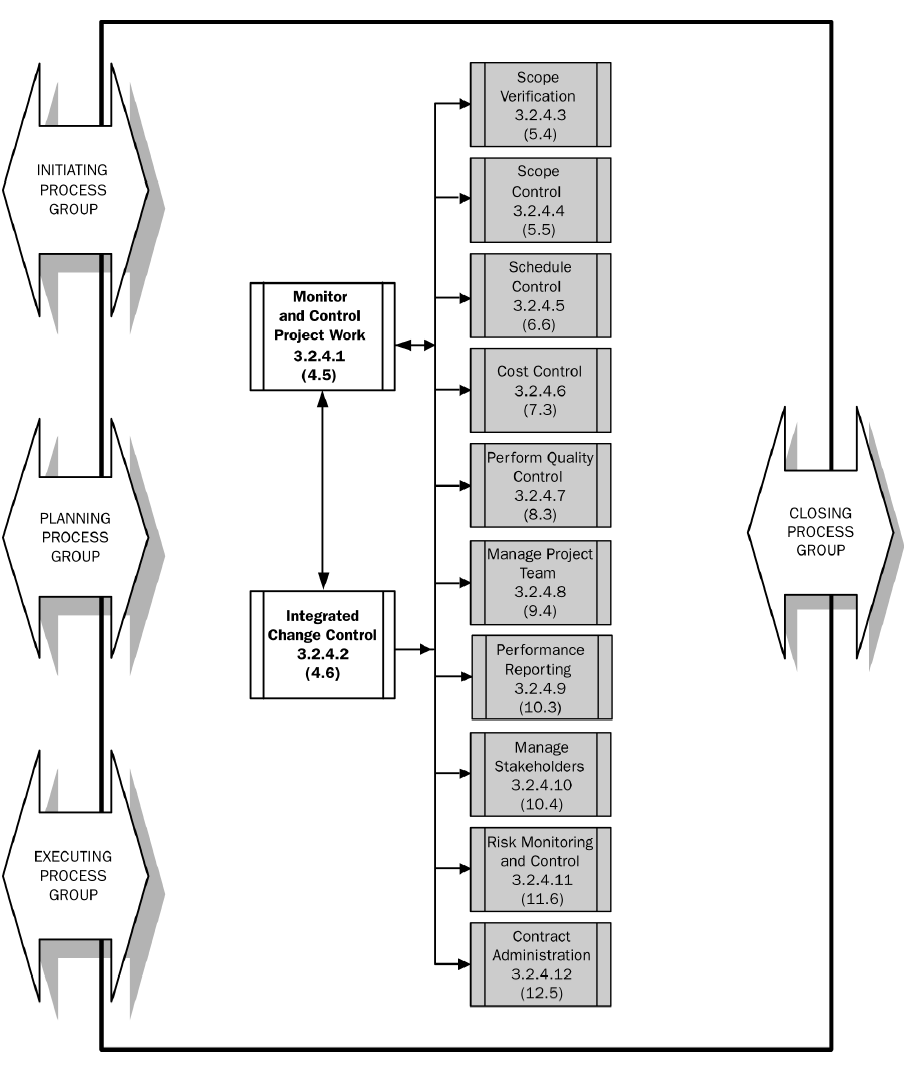 INITIATING
PROCESS
GROUP
PLANNING
PROCESS
GROUP
EXECUTING
PROCESS
GROUP
Monitor
and Control
Project Work
3.2.4.1
(4.5)
Integrated
Change Control
3.2.4.2
(4.6)
Scope
Verification
3.2.4.3
(5.4)
Scope
Control
3.2.4.4
(5.5)
Schedule
Control
3.2.4.5
(6.6)
Cost Control
3.2.4.6
(7.3)
Perform Quality
Control
3.2.4.7
(8.3)
Manage Project
Team
3.2.4.8
(9.4)
Performance
Reporting
3.2.4.9
(10.3)
Manage
Stakeholders
3.2.4.10
(10.4)
Risk Monitoring
and Control
3.2.4.11
(11.6)
Contract
Administration
3.2.4.12
(12.5)
CLOSING
PROCESS
GROUP